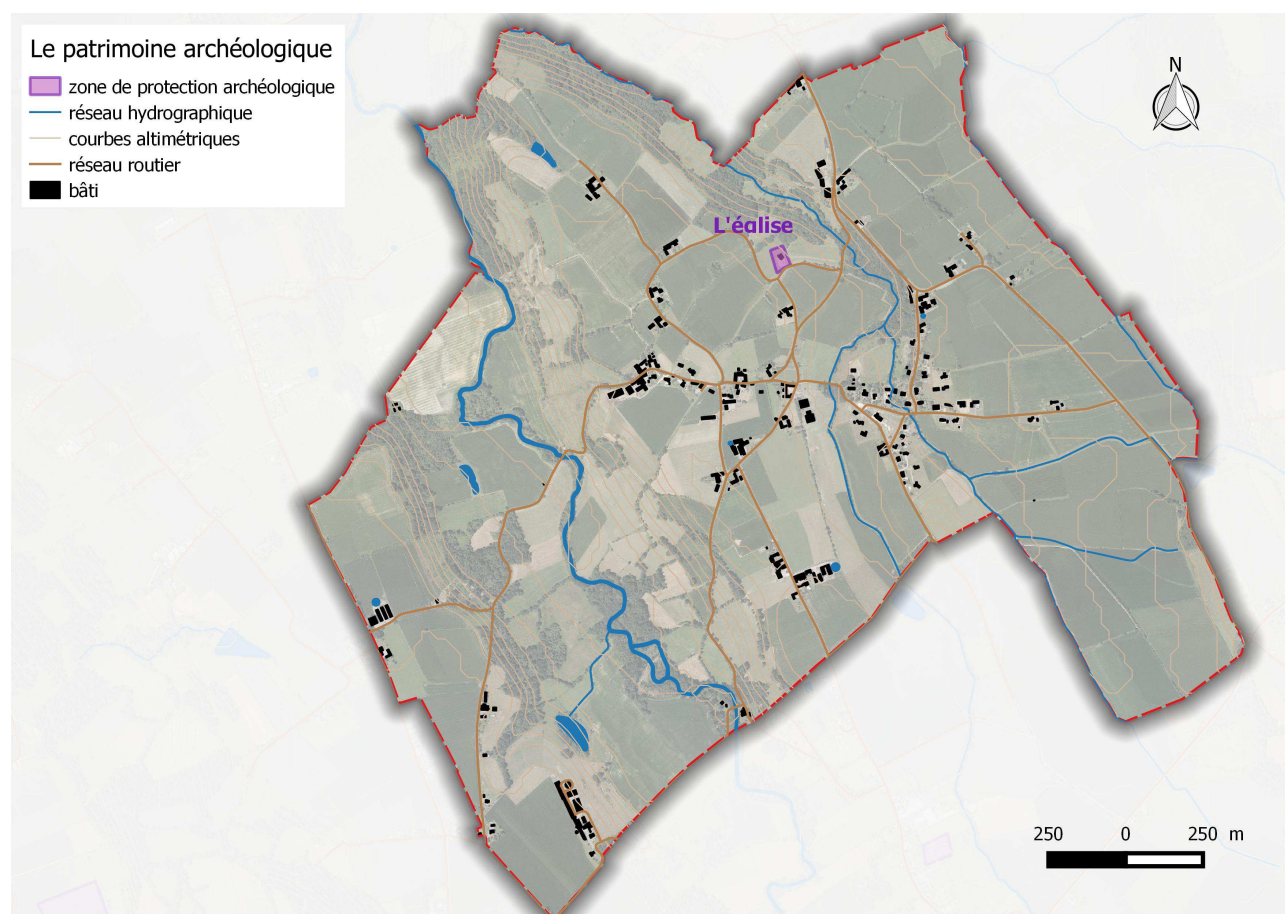 Le patrimoine archéologique
zone de protection archéologique
réseau hydrographique
courbes altimétriques
réseau routier
bâti
N
L'église
250 0 250 m